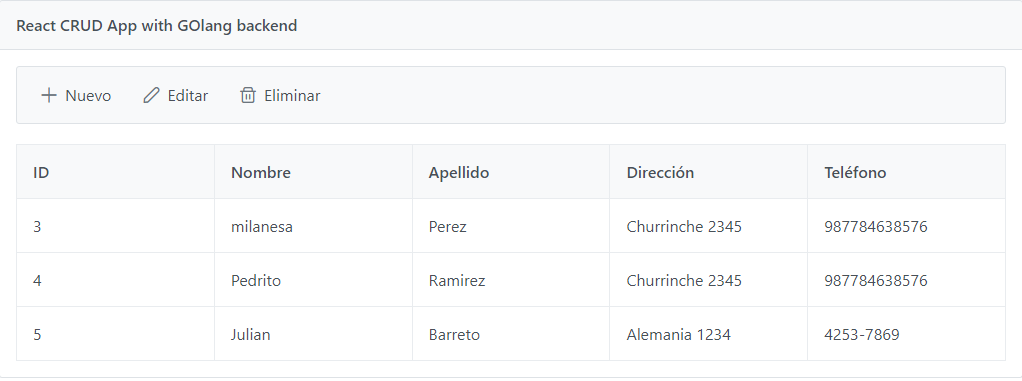 React CRUD App with GOlang backend
Nuevo Editar Eliminar
ID Nombre Apellido Dirección Teléfono
3 milanesa Perez Churrinche 2345 987784638576
4 Pedrito Ramirez Churrinche 2345 987784638576
5 Julian Barreto Alemania 1234 4253-7869